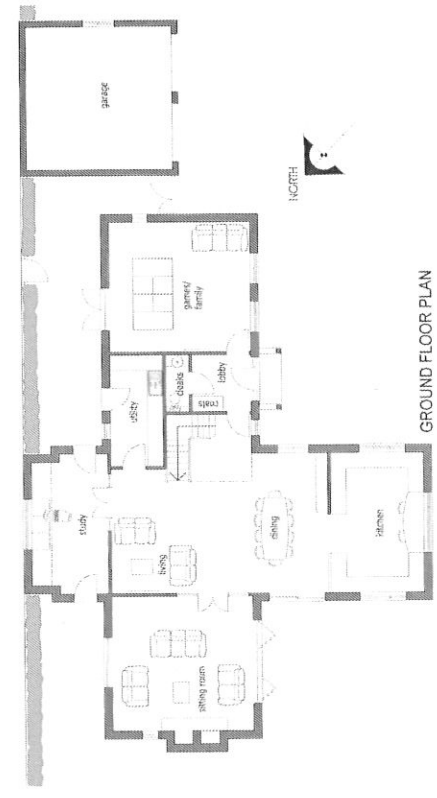 garage
NORTH
games/
family
cloaks
lobby
coats
utility
study
living
dining
kitchen
sitting room
GROUND FLOOR PLAN